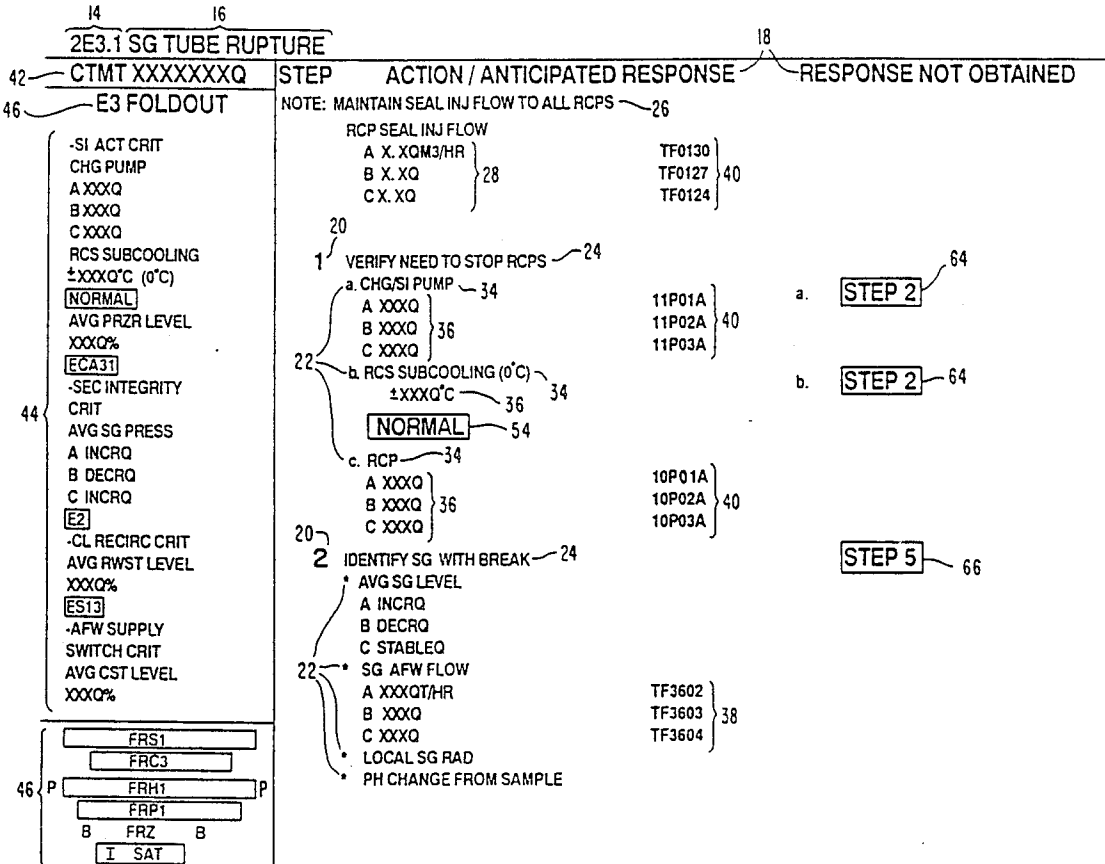 14 16
2E3.1 SG TUBE RUPTURE
18
42 CTMT XXXXXXXQ STEP ACTION / ANTICIPATED RESPONSE RESPONSE NOT OBTAINED
46 E3 FOLDOUT
44
-SI ACT CRIT
CHG PUMP
A XXXQ
B XXXQ
C XXXQ
RCS SUBCOOLING
±XXXQ°C (0°C)
NORMAL
AVG PRZR LEVEL
XXXQ%
ECA31
-SEC INTEGRITY
CRIT
AVG SG PRESS
A INCRQ
B DECRQ
C INCRQ
E2
-CL RECIRC CRIT
AVG RWST LEVEL
XXXQ%
ES13
-AFW SUPPLY
SWITCH CRIT
AVG CST LEVEL
XXXQ%
FRS1
FRC3
46 P FRH1 P
FRP1
B FRZ B
I SAT
NOTE: MAINTAIN SEAL INJ FLOW TO ALL RCPS 26
RCP SEAL INJ FLOW
A X. XQM3/HR TF0130
B X. XQ 28 TF0127 40
C X. XQ TF0124
20
1 VERIFY NEED TO STOP RCPS 24
64
a. CHG/SI PUMP 34 a. STEP 2
A XXXQ 11P01A
B XXXQ 36 11P02A 40
C XXXQ 11P03A
22
b. RCS SUBCOOLING (0°C) 34 b. STEP 2 64
±XXXQ°C 36
NORMAL 54
c. RCP 34
A XXXQ 10P01A
B XXXQ 36 10P02A 40
C XXXQ 10P03A
20
2 IDENTIFY SG WITH BREAK 24 STEP 5 66
* AVG SG LEVEL
A INCRQ
B DECRQ
C STABLEQ
22 * SG AFW FLOW
A XXXQT/HR TF3602
B XXXQ TF3603 38
C XXXQ TF3604
* LOCAL SG RAD
* PH CHANGE FROM SAMPLE